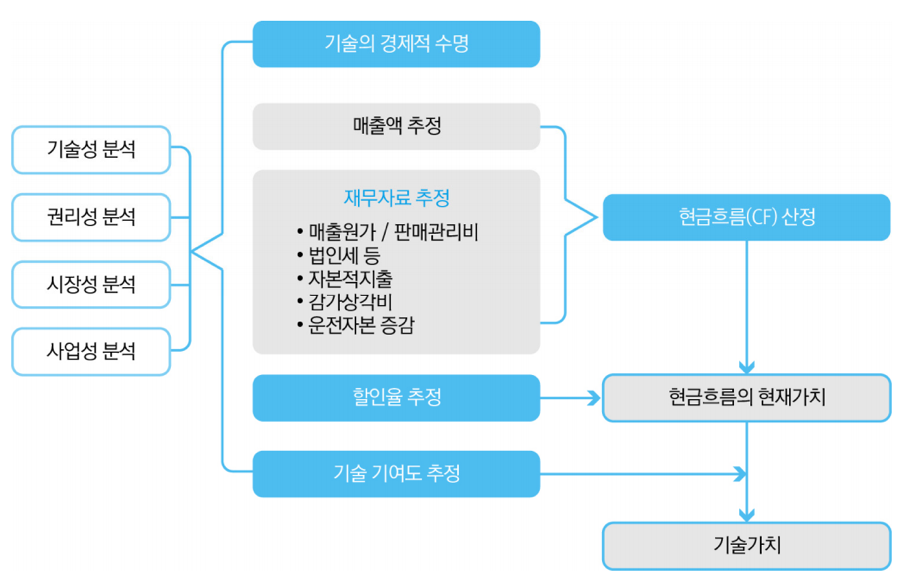 기술성 분석
권리성 분석
시장성 분석
사업성 분석
기술의 경제적 수명
매출액 추정
재무자료 추정
• 매출원가 / 판매관리비
• 법인세 등
• 자본적지출
• 감가상각비
• 운전자본 증감
할인율 추정
기술 기여도 추정
현금흐름(CF) 산정
현금흐름의 현재가치
기술가치